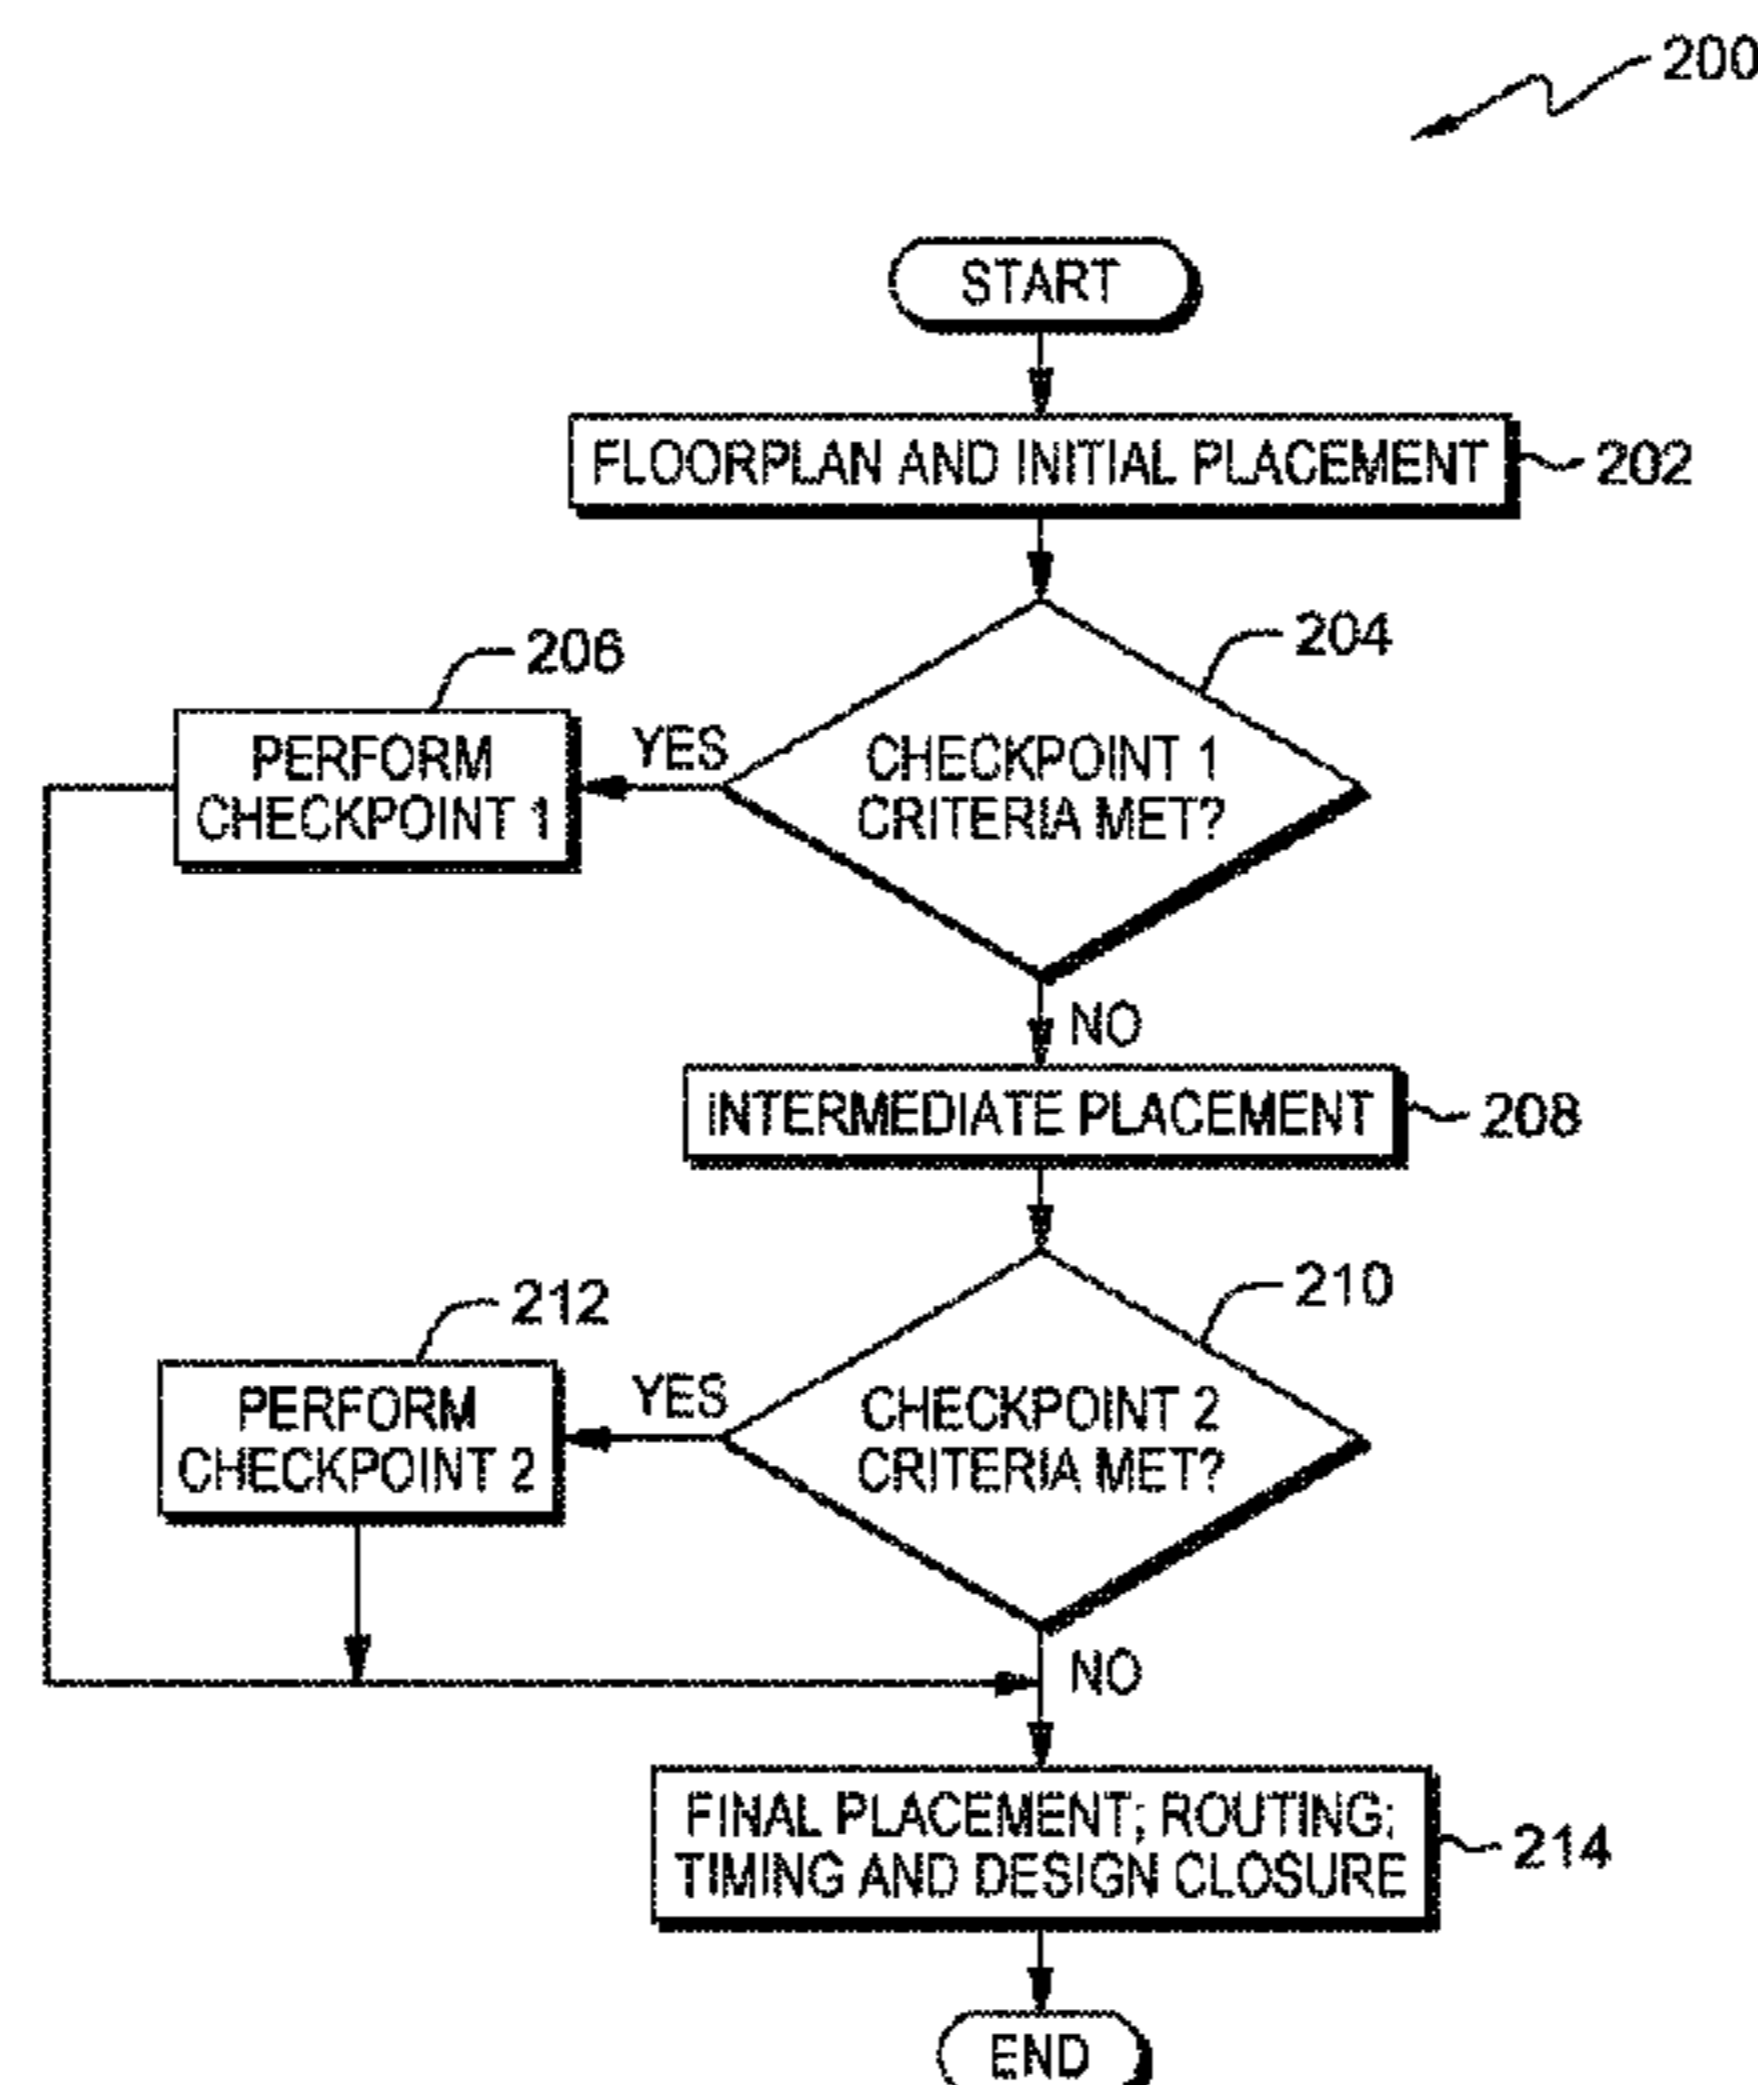 200
START
FLOORPLAN AND INITIAL PLACEMENT
202
204
206
YES
PERFORM
CHECKPOINT 1
CHECKPOINT 1
CRITERIA MET?
NO
INTERMEDIATE PLACEMENT
208
210
212
YES
PERFORM
CHECKPOINT 2
CHECKPOINT 2
CRITERIA MET?
NO
FINAL PLACEMENT; ROUTING;
TIMING AND DESIGN CLOSURE
214
END